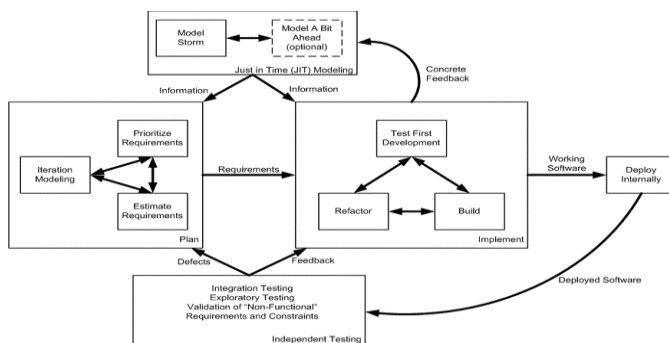 Model
Storm
Model A Bit
Ahead
(optional)
Just in Time (JIT) Modeling
Concrete
Feedback
Information
Information
Prioritize
Requirements
Iteration
Modeling
Estimate
Requirements
Plan
Requirements
Test First
Development
Refactor
Build
Implement
Working
Software
Deploy
Internally
Defects
Feedback
Deployed Software
Integration Testing
Exploratory Testing
Validation of “Non-Functional”
Requirements and Constraints
Independent Testing